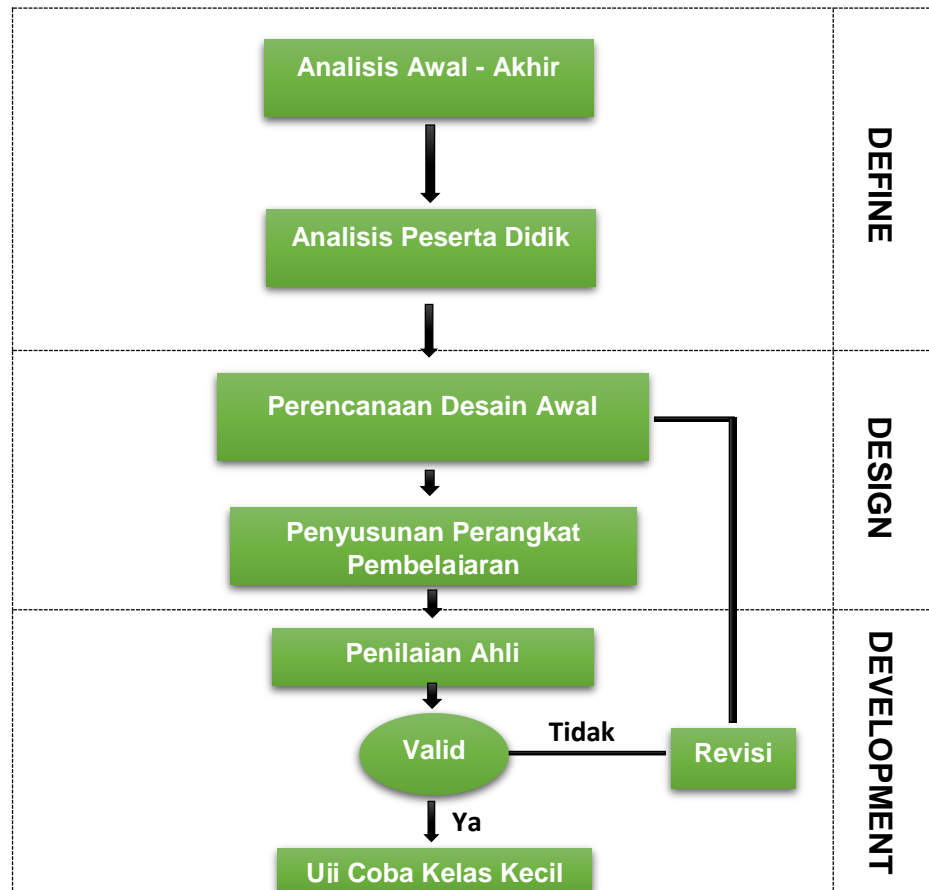 Analisis Awal - Akhir
DEFINE
Analisis Peserta Didik
Perencanaan Desain Awal
DESIGN
Penyusunan Perangkat
Pembelajaran
Penilaian Ahli
DEVELOPMENT
Valid
Tidak
Revisi
Ya
Uji Coba Kelas Kecil